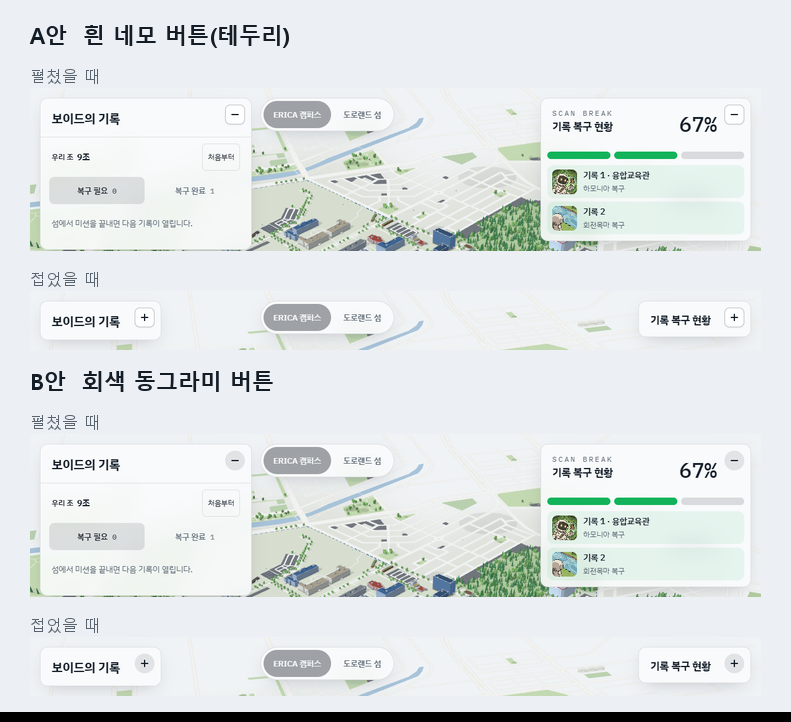 A안 흰 네모 버튼(테두리)
펼쳤을 때
보이드의 기록 −
ERICA 캠퍼스 도로랜드 섬
SCAN BREAK
기록 복구 현황 67% −
우리 조 9조 처음부터
복구 필요 0 복구 완료 1
섬에서 미션을 끝내면 다음 기록이 열립니다.
기록 1 · 융합교육관
하모니아 복구
기록 2
회전목마 복구
접었을 때
보이드의 기록 +
ERICA 캠퍼스 도로랜드 섬
기록 복구 현황 +
B안 회색 동그라미 버튼
펼쳤을 때
보이드의 기록 −
ERICA 캠퍼스 도로랜드 섬
SCAN BREAK
기록 복구 현황 67% −
우리 조 9조 처음부터
복구 필요 0 복구 완료 1
섬에서 미션을 끝내면 다음 기록이 열립니다.
기록 1 · 융합교육관
하모니아 복구
기록 2
회전목마 복구
접었을 때
보이드의 기록 +
ERICA 캠퍼스 도로랜드 섬
기록 복구 현황 +